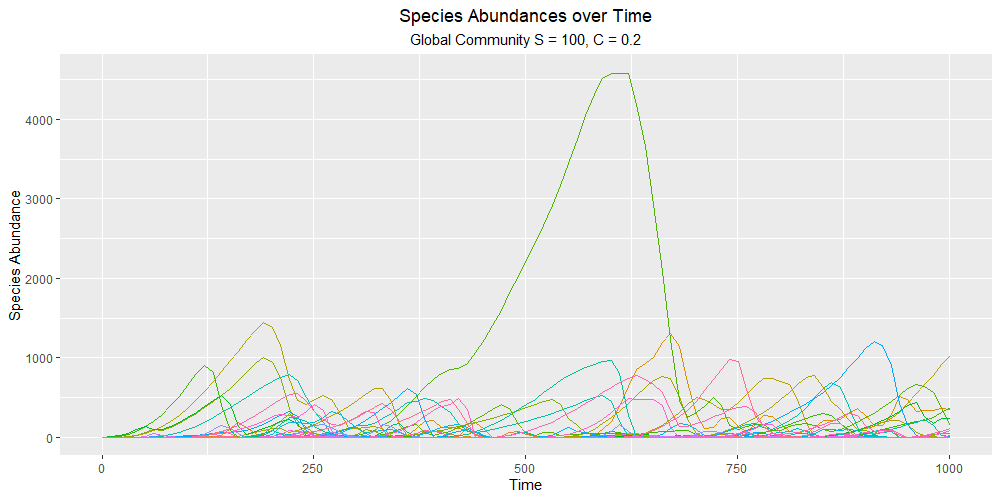 Species Abundances over Time
Global Community S = 100, C = 0.2
Species Abundance
4000
3000
2000
1000
0
0 250 500 750 1000
Time